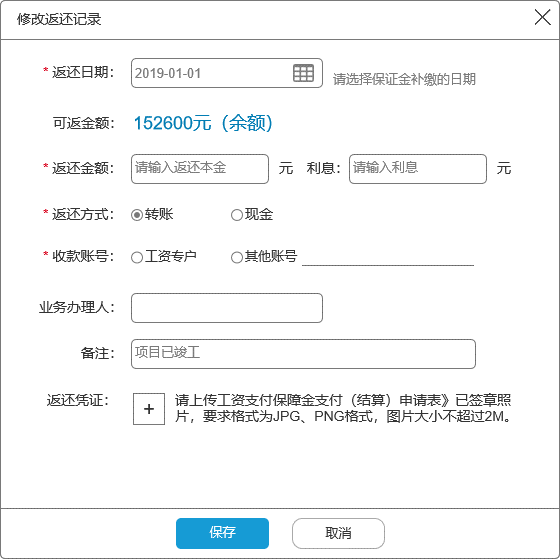 修改返还记录
* 返还日期： 2019-01-01 请选择保证金补缴的日期
可返金额： 152600元（余额）
* 返还金额： 请输入返还本金 元 利息： 请输入利息 元
* 返还方式： 转账 现金
* 收款账号： 工资专户 其他账号
业务办理人：
备注： 项目已竣工
返还凭证： + 请上传工资支付保障金支付（结算）申请表》已签章照
片，要求格式为JPG、PNG格式，图片大小不超过2M。
保存 取消